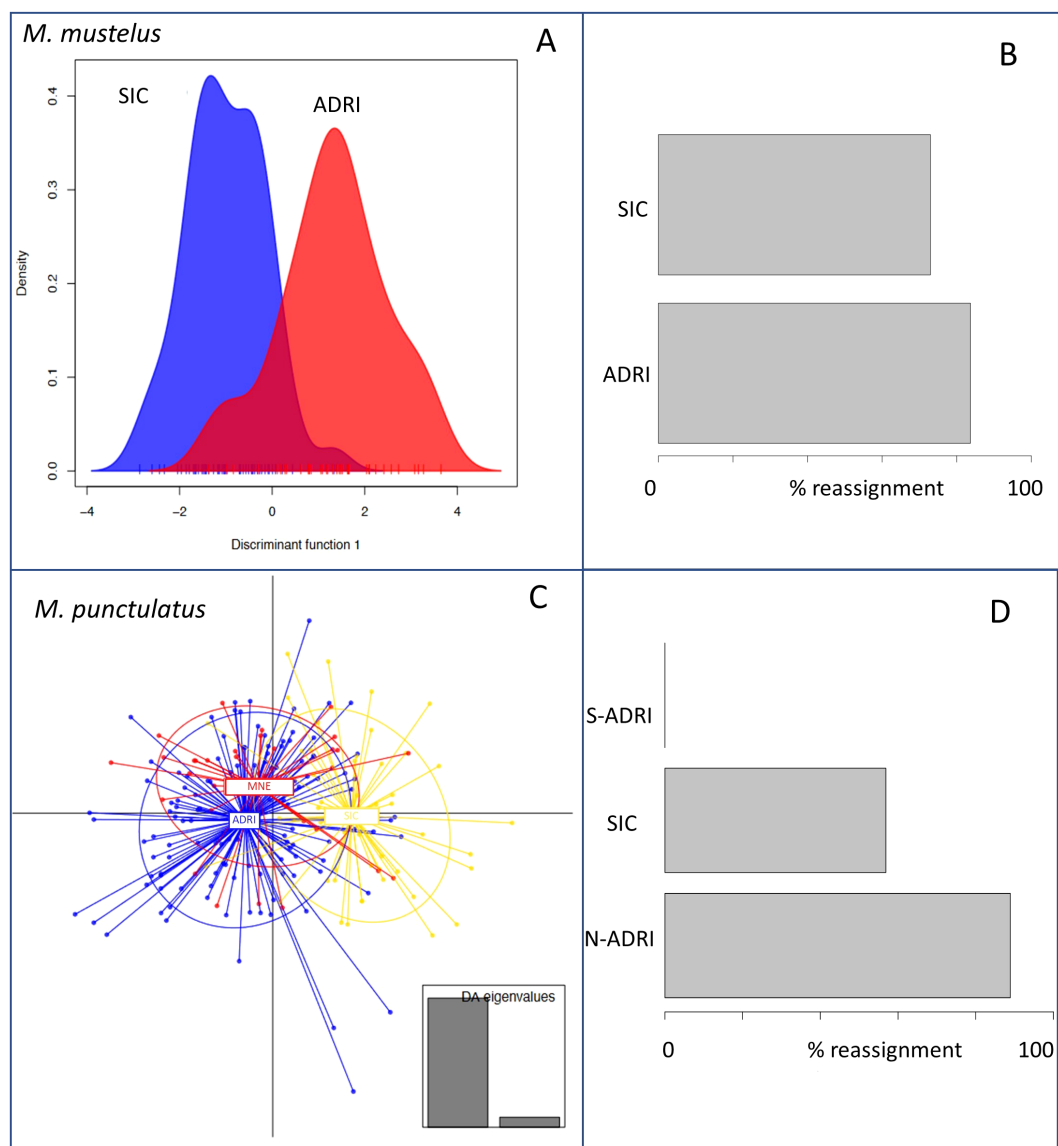 M. mustelus
A
SIC
ADRI
0.4
0.3
0.2
0.1
0.0
Density
-4 -2 0 2 4
Discriminant function 1
B
SIC
ADRI
0 % reassignment 100
M. punctulatus
C
MNE
ADRI
SIC
DA eigenvalues
D
S-ADRI
SIC
N-ADRI
0 % reassignment 100